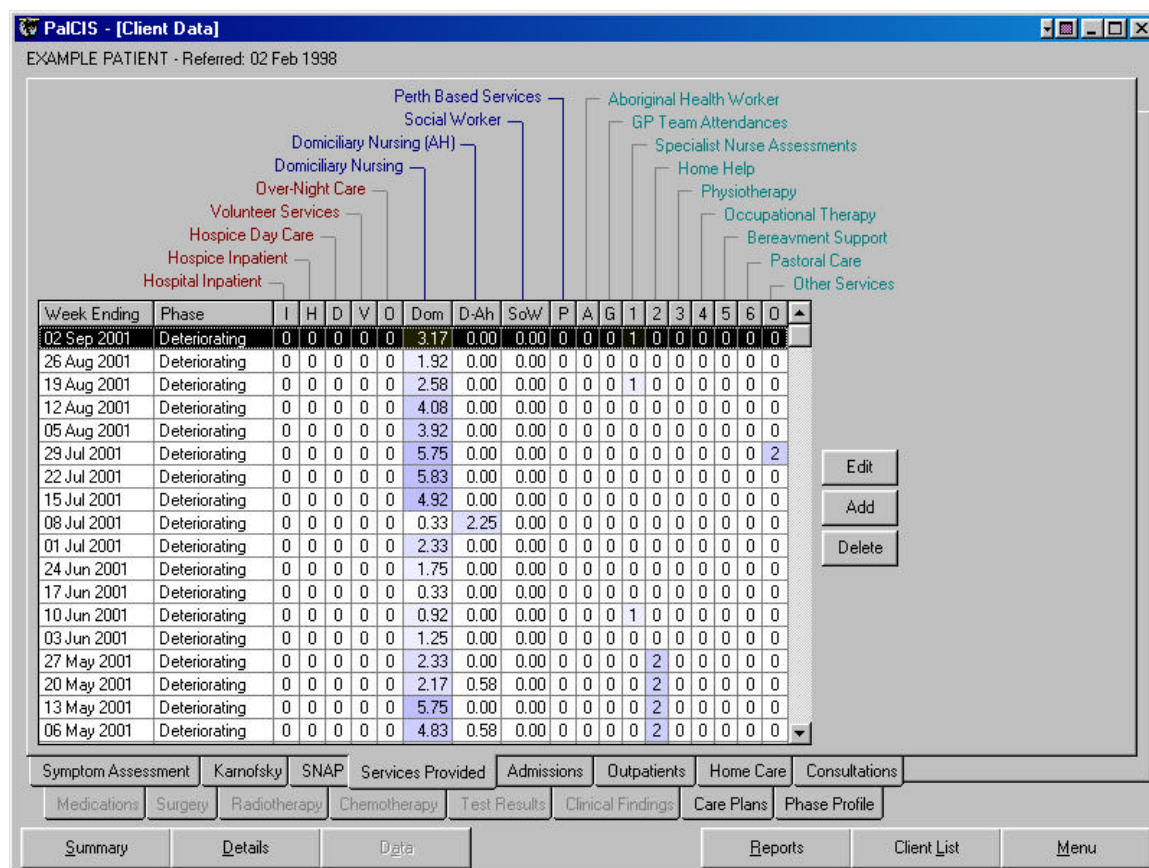 PalCIS - [Client Data]
EXAMPLE PATIENT - Referred: 02 Feb 1998
Perth Based Services
Social Worker
Domiciliary Nursing (AH)
Domiciliary Nursing
Over-Night Care
Volunteer Services
Hospice Day Care
Hospice Inpatient
Hospital Inpatient
Aboriginal Health Worker
GP Team Attendances
Specialist Nurse Assessments
Home Help
Physiotherapy
Occupational Therapy
Bereavment Support
Pastoral Care
Other Services
Week Ending Phase I H D V O Dom D-Ah SoW P A G 1 2 3 4 5 6 O
02 Sep 2001 Deteriorating 0 0 0 0 0 3.17 0.00 0.00 0 0 0 1 0 0 0 0 0 0
26 Aug 2001 Deteriorating 0 0 0 0 0 1.92 0.00 0.00 0 0 0 0 0 0 0 0 0 0
19 Aug 2001 Deteriorating 0 0 0 0 0 2.58 0.00 0.00 0 0 0 1 0 0 0 0 0 0
12 Aug 2001 Deteriorating 0 0 0 0 0 4.08 0.00 0.00 0 0 0 0 0 0 0 0 0 0
05 Aug 2001 Deteriorating 0 0 0 0 0 3.92 0.00 0.00 0 0 0 0 0 0 0 0 0 0
29 Jul 2001 Deteriorating 0 0 0 0 0 5.75 0.00 0.00 0 0 0 0 0 0 0 0 0 2
22 Jul 2001 Deteriorating 0 0 0 0 0 5.83 0.00 0.00 0 0 0 0 0 0 0 0 0 0
15 Jul 2001 Deteriorating 0 0 0 0 0 4.92 0.00 0.00 0 0 0 0 0 0 0 0 0 0
08 Jul 2001 Deteriorating 0 0 0 0 0 0.33 2.25 0.00 0 0 0 0 0 0 0 0 0 0
01 Jul 2001 Deteriorating 0 0 0 0 0 2.33 0.00 0.00 0 0 0 0 0 0 0 0 0 0
24 Jun 2001 Deteriorating 0 0 0 0 0 1.75 0.00 0.00 0 0 0 0 0 0 0 0 0 0
17 Jun 2001 Deteriorating 0 0 0 0 0 0.33 0.00 0.00 0 0 0 0 0 0 0 0 0 0
10 Jun 2001 Deteriorating 0 0 0 0 0 0.92 0.00 0.00 0 0 0 1 0 0 0 0 0 0
03 Jun 2001 Deteriorating 0 0 0 0 0 1.25 0.00 0.00 0 0 0 0 0 0 0 0 0 0
27 May 2001 Deteriorating 0 0 0 0 0 2.33 0.00 0.00 0 0 0 0 2 0 0 0 0 0
20 May 2001 Deteriorating 0 0 0 0 0 2.17 0.58 0.00 0 0 0 0 2 0 0 0 0 0
13 May 2001 Deteriorating 0 0 0 0 0 5.75 0.00 0.00 0 0 0 0 2 0 0 0 0 0
06 May 2001 Deteriorating 0 0 0 0 0 4.83 0.58 0.00 0 0 0 0 2 0 0 0 0 0
Edit
Add
Delete
Symptom Assessment Karnofsky SNAP Services Provided Admissions Outpatients Home Care Consultations
Medications Surgery Radiotherapy Chemotherapy Test Results Clinical Findings Care Plans Phase Profile
Summary Details Data Reports Client List Menu